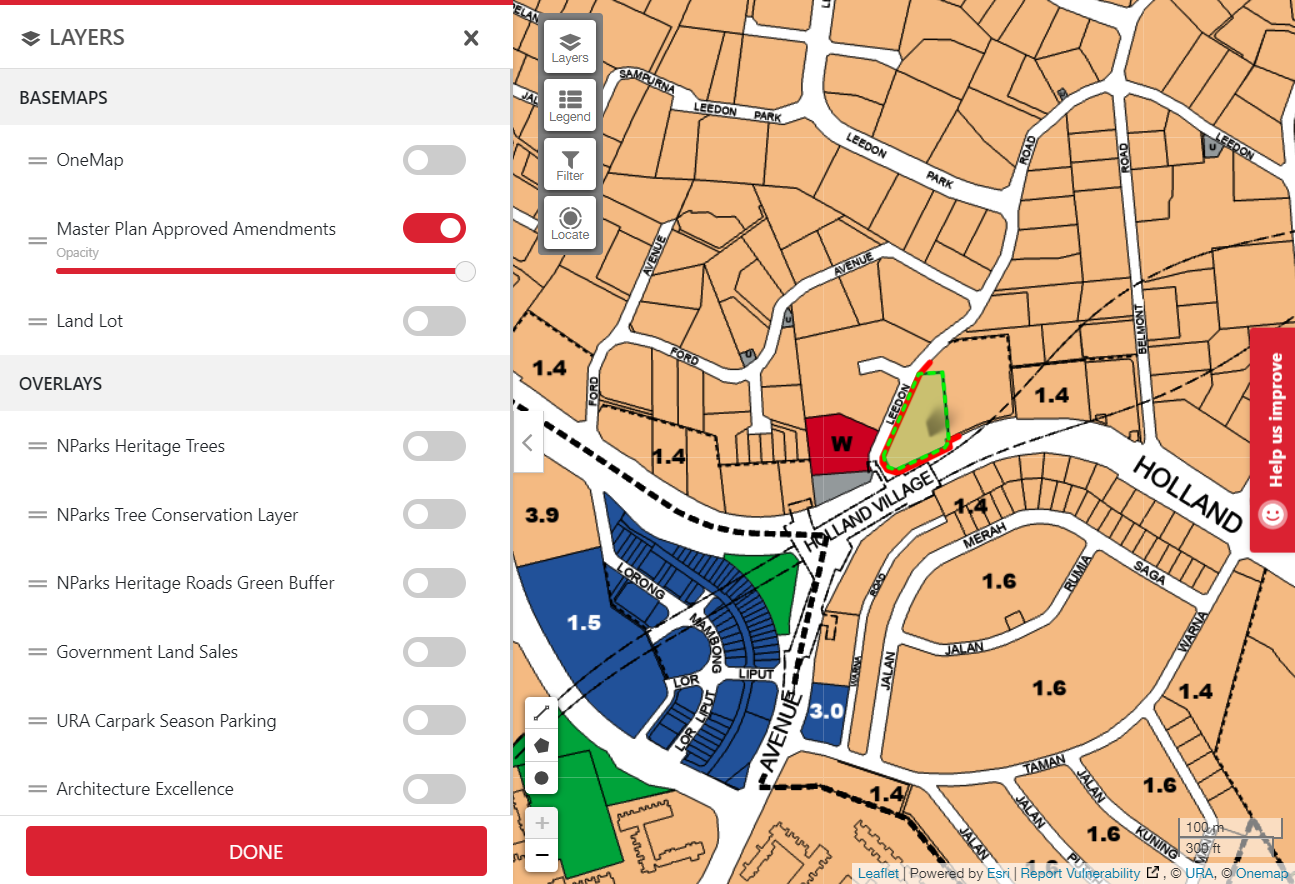 LAYERS
BASEMAPS
OneMap
Master Plan Approved Amendments
Opacity
Land Lot
OVERLAYS
NParks Heritage Trees
NParks Tree Conservation Layer
NParks Heritage Roads Green Buffer
Government Land Sales
URA Carpark Season Parking
Architecture Excellence
DONE
Layers
Legend
Filter
Locate
SAMPURNA
LEEDON PARK
LEEDON
PARK
ROAD
ROAD
LEEDON
U
AVENUE
AVENUE
U
U
FORD
FORD
BELMONT
1.4
1.4
LEEDON
W
1.4
Help us improve
HOLLAND
HOLLAND VILLAGE
3.9
1.4
MERAH
LORONG
1.5
MAMBONG
ROAD
1.6
RUMIA
SAGA
WARNA
JALAN
LOR
LIPUT
LOR LIPUT
WARNA
JALAN
1.6
1.4
3.0
AVENUE
TAMAN
1.4
JALAN
JALAN
JALAN
1.6
1.6
KUNING
1.6
100 m
300 ft
Leaflet | Powered by Esri | Report Vulnerability , © URA, © Onemap